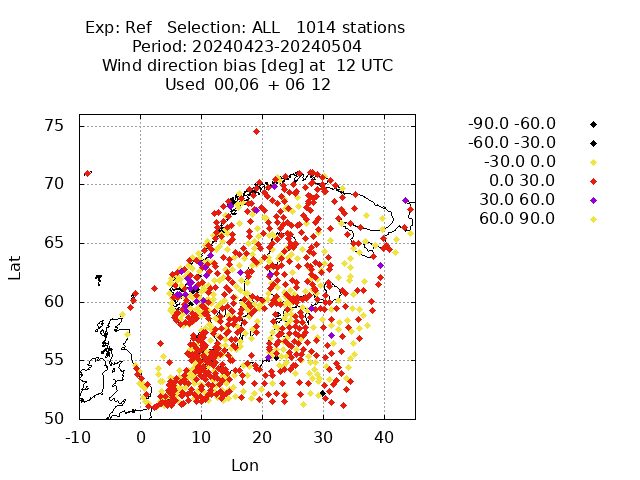 Exp: Ref   Selection: ALL   1014 stations
Period: 20240423-20240504
Wind direction bias [deg] at  12 UTC
Used  00,06  + 06 12
-90.0 -60.0
-60.0 -30.0
-30.0 0.0
0.0 30.0
30.0 60.0
60.0 90.0
Lat
75
70
65
60
55
50
-10 0 10 20 30 40
Lon